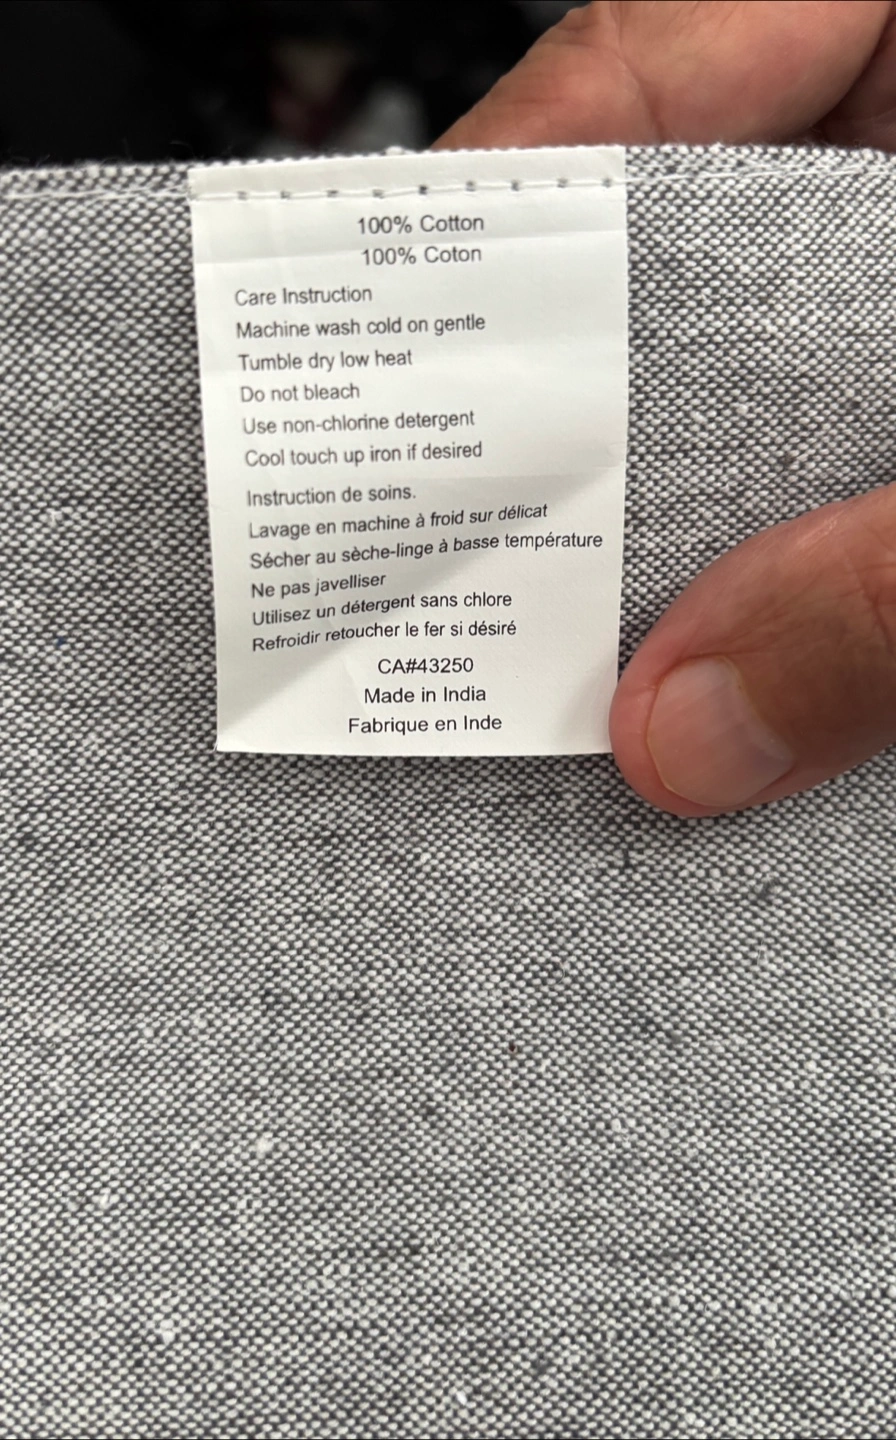 100% Cotton
100% Coton
Care Instruction
Machine wash cold on gentle
Tumble dry low heat
Do not bleach
Use non-chlorine detergent
Cool touch up iron if desired
Instruction de soins.
Lavage en machine à froid sur délicat
Sécher au sèche-linge à basse température
Ne pas javelliser
Utilisez un détergent sans chlore
Refroidir retoucher le fer si désiré
CA#43250
Made in India
Fabrique en Inde